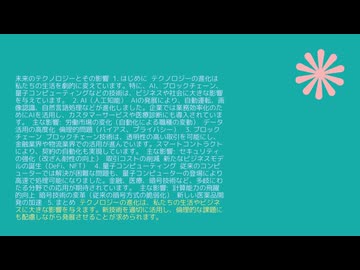 未来のテクノロジーとその影響 1. はじめに テクノロジーの進化は
私たちの生活を劇的に変えています。特に、AI、ブロックチェーン、
量子コンピューティングなどの技術は、ビジネスや社会に大きな影響
を与えています。 2. AI（人工知能） AIの発展により、自動運転、画
像認識、自然言語処理などが進化しました。企業では業務効率化のた
めにAIを活用し、カスタマーサービスや医療診断にも導入されていま
す。 主な影響: 労働市場の変化（自動化による職種の変動） データ
活用の高度化 倫理的問題（バイアス、プライバシー） 3. ブロックチ
ェーン ブロックチェーン技術は、透明性の高い取引を可能にし、
金融業界や物流業界での活用が進んでいます。スマートコントラクト
により、契約の自動化も実現しています。 主な影響: セキュリティ
の強化（改ざん耐性の向上） 取引コストの削減 新たなビジネスモデ
ルの誕生（DeFi、NFT） 4. 量子コンピューティング 従来のコンピ
ューターでは解決が困難な問題も、量子コンピューターの登場により
高速で処理可能になりました。金融、医療、暗号技術など、多岐にわ
たる分野での応用が期待されています。 主な影響: 計算能力の飛躍
的向上 暗号技術の変革（従来の暗号方式の脆弱化） 新しい医薬品開
発の加速 5. まとめ テクノロジーの進化は、私たちの生活やビジネ
スに大きな影響を与えます。新技術を適切に活用し、倫理的な課題に
も配慮しながら発展させることが求められます。